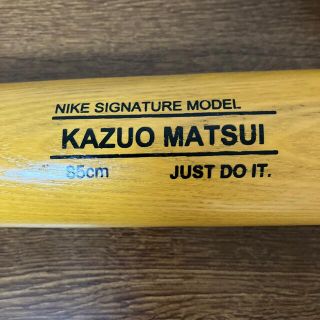 NIKE SIGNATURE MODEL
KAZUO MATSUI
85cm JUST DO IT.